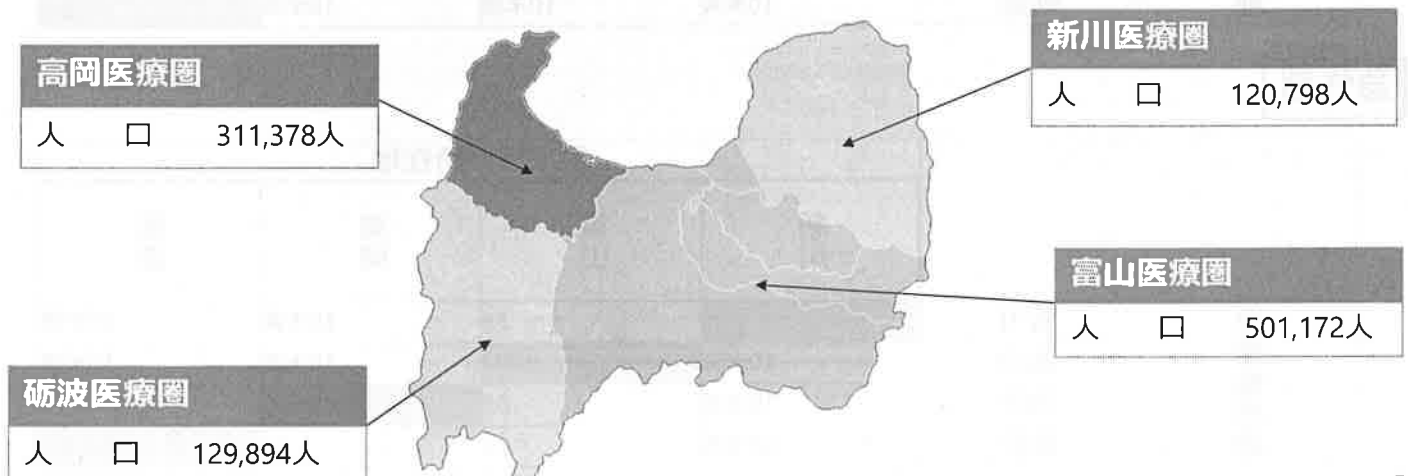 高岡医療圏
人 口 311,378人
新川医療圏
人 口 120,798人
富山医療圏
人 口 501,172人
砺波医療圏
人 口 129,894人